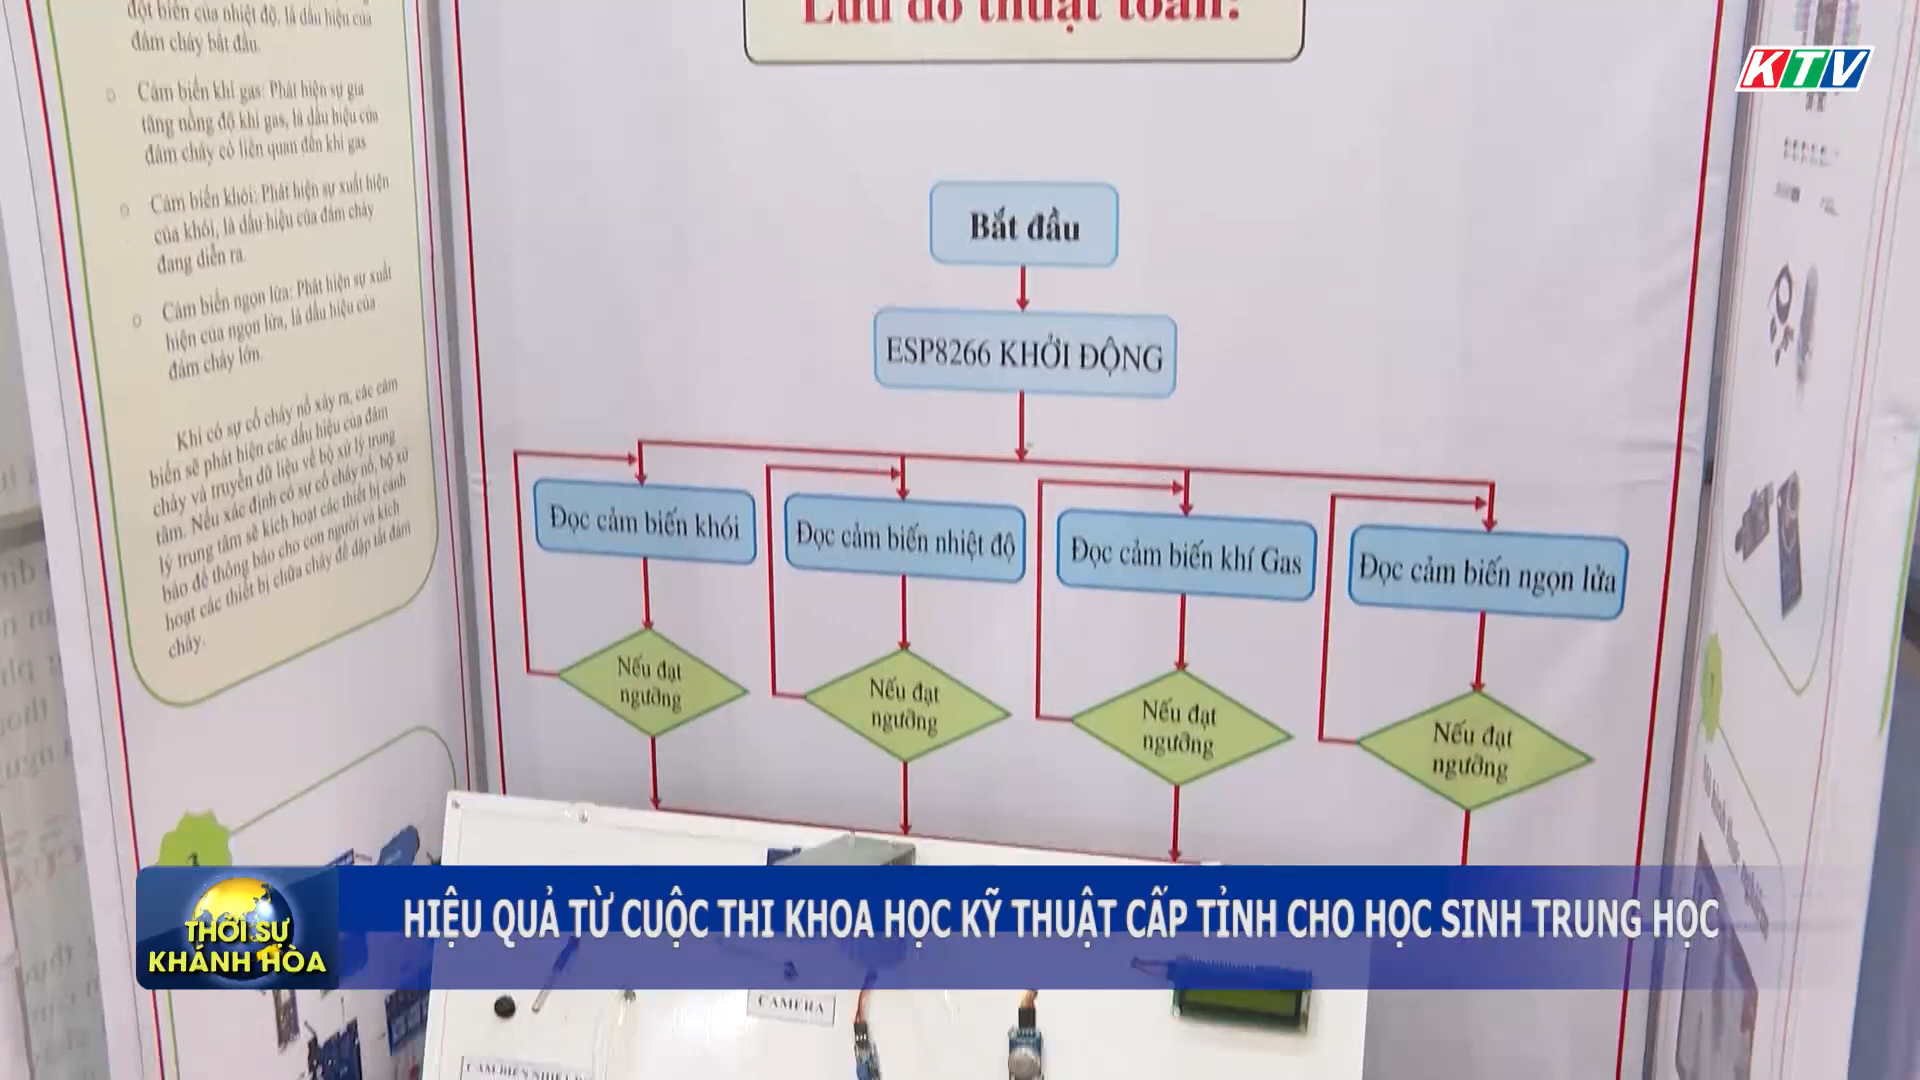 đột biến của nhiệt độ, là dấu hiệu của
đám cháy bắt đầu.
Cảm biến khí gas: Phát hiện sự gia
tăng nồng độ khí gas, là dấu hiệu của
đám cháy có liên quan đến khí gas
Cảm biến khói: Phát hiện sự xuất hiện
của khói, là dấu hiệu của đám cháy
đang diễn ra.
Cảm biến ngọn lửa: Phát hiện sự xuất
hiện của ngọn lửa, là dấu hiệu của
đám cháy lớn.
Khi có sự cố cháy nổ xảy ra, các cảm
biến sẽ phát hiện các dấu hiệu của đám
cháy và truyền dữ liệu về bộ xử lý trung
tâm. Nếu xác định có sự cố cháy nổ, bộ xử
lý trung tâm sẽ kích hoạt các thiết bị cảnh
báo để thông báo cho con người và kích
hoạt các thiết bị chữa cháy để dập tắt đám
cháy.
Lưu đồ thuật toán:
KTV
Bắt đầu
ESP8266 KHỞI ĐỘNG
Đọc cảm biến khói
Đọc cảm biến nhiệt độ
Đọc cảm biến khí Gas
Đọc cảm biến ngọn lửa
Nếu đạt
ngưỡng
Nếu đạt
ngưỡng
Nếu đạt
ngưỡng
Nếu đạt
ngưỡng
THỜI SỰ
KHÁNH HÒA
HIỆU QUẢ TỪ CUỘC THI KHOA HỌC KỸ THUẬT CẤP TỈNH CHO HỌC SINH TRUNG HỌC
CAMERA